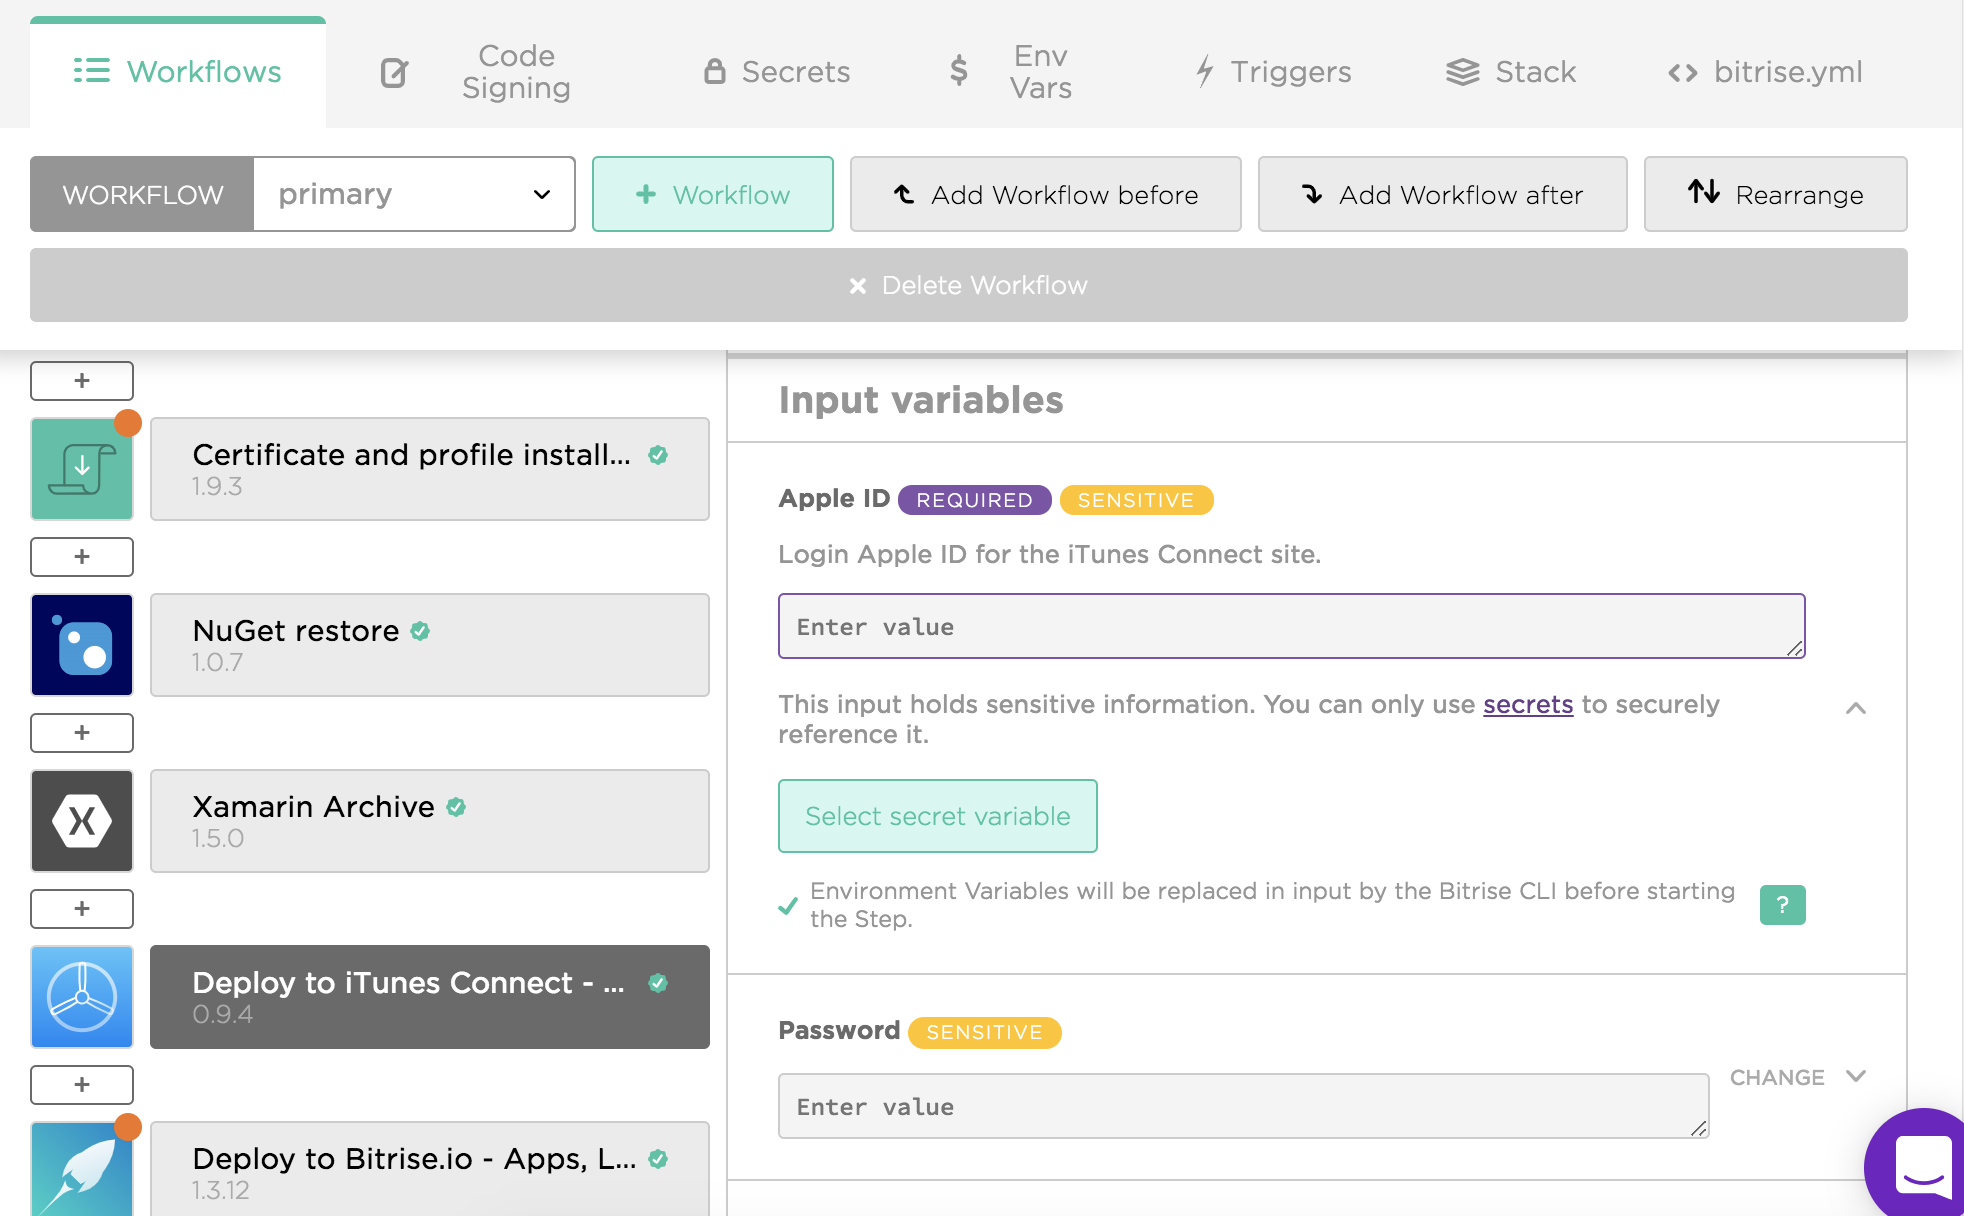 Workflows
Code
Signing
Secrets
$ Env
Vars
Triggers
Stack
<> bitrise.yml
WORKFLOW primary
+ Workflow
Add Workflow before
Add Workflow after
Rearrange
× Delete Workflow
+
Certificate and profile install...
1.9.3
+
NuGet restore
1.0.7
+
Xamarin Archive
1.5.0
+
Deploy to iTunes Connect - ...
0.9.4
+
Deploy to Bitrise.io - Apps, L...
1.3.12
Input variables
Apple ID REQUIRED SENSITIVE
Login Apple ID for the iTunes Connect site.
Enter value
This input holds sensitive information. You can only use secrets to securely
reference it.
Select secret variable
Environment Variables will be replaced in input by the Bitrise CLI before starting
the Step.
?
Password SENSITIVE
Enter value
CHANGE